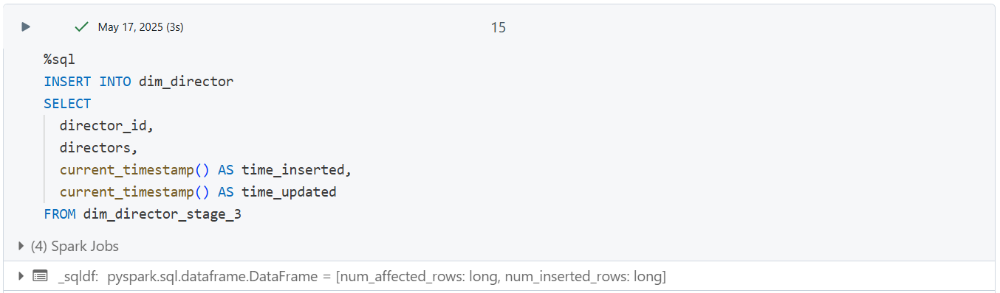 May 17, 2025 (3s)
15
%sql
INSERT INTO dim_director
SELECT
director_id,
directors,
current_timestamp() AS time_inserted,
current_timestamp() AS time_updated
FROM dim_director_stage_3
(4) Spark Jobs
_sqldf: pyspark.sql.dataframe.DataFrame = [num_affected_rows: long, num_inserted_rows: long]